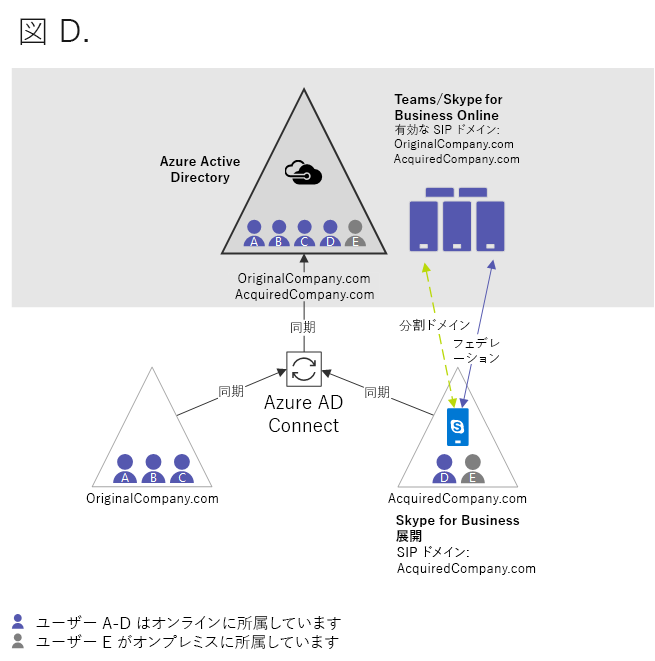 図 D.
Teams/Skype for
Business Online
有効な SIP ドメイン:
OriginalCompany.com
AcquiredCompany.com
Azure Active
Directory
A B C D E
OriginalCompany.com
AcquiredCompany.com
同期
分割ドメイン
フェデレ
ーション
同期
同期
Azure AD
Connect
A B C
D E
OriginalCompany.com
AcquiredCompany.com
Skype for Business
展開
SIP ドメイン:
AcquiredCompany.com
ユーザー A-D はオンラインに所属しています
ユーザー E がオンプレミスに所属しています